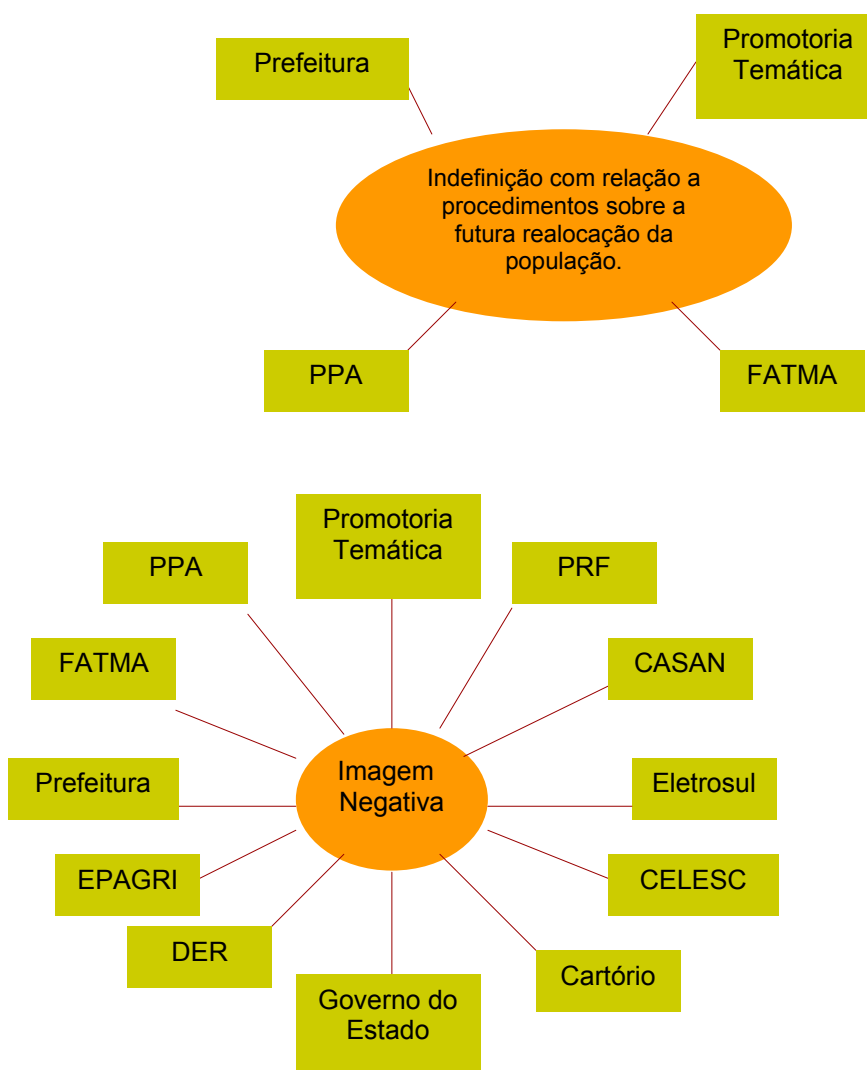 Prefeitura
Promotoria
Temática
Indefinição com relação a
procedimentos sobre a
futura realocação da
população.
PPA
FATMA
Promotoria
Temática
PPA
PRF
FATMA
CASAN
Imagem
Negativa
Prefeitura
Eletrosul
EPAGRI
CELESC
DER
Cartório
Governo do
Estado